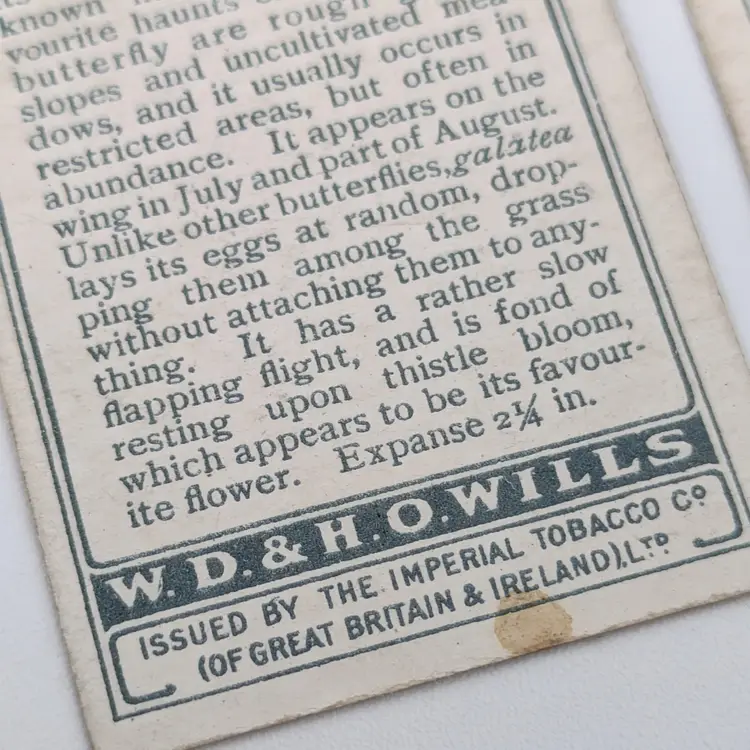 known
vourite haunts
butterfly are rough
slopes and uncultivated mea-
dows, and it usually occurs in
restricted areas, but often in
abundance. It appears on the
wing in July and part of August.
Unlike other butterflies, galatea
lays its eggs at random, drop-
ping them among the grass
without attaching them to any-
thing. It has a rather slow
flapping flight, and is fond of
resting upon thistle bloom,
which appears to be its favour-
ite flower. Expanse 2¼ in.
W. D. & H. O. WILLS
ISSUED BY THE IMPERIAL TOBACCO Cº
(OF GREAT BRITAIN & IRELAND), LTD